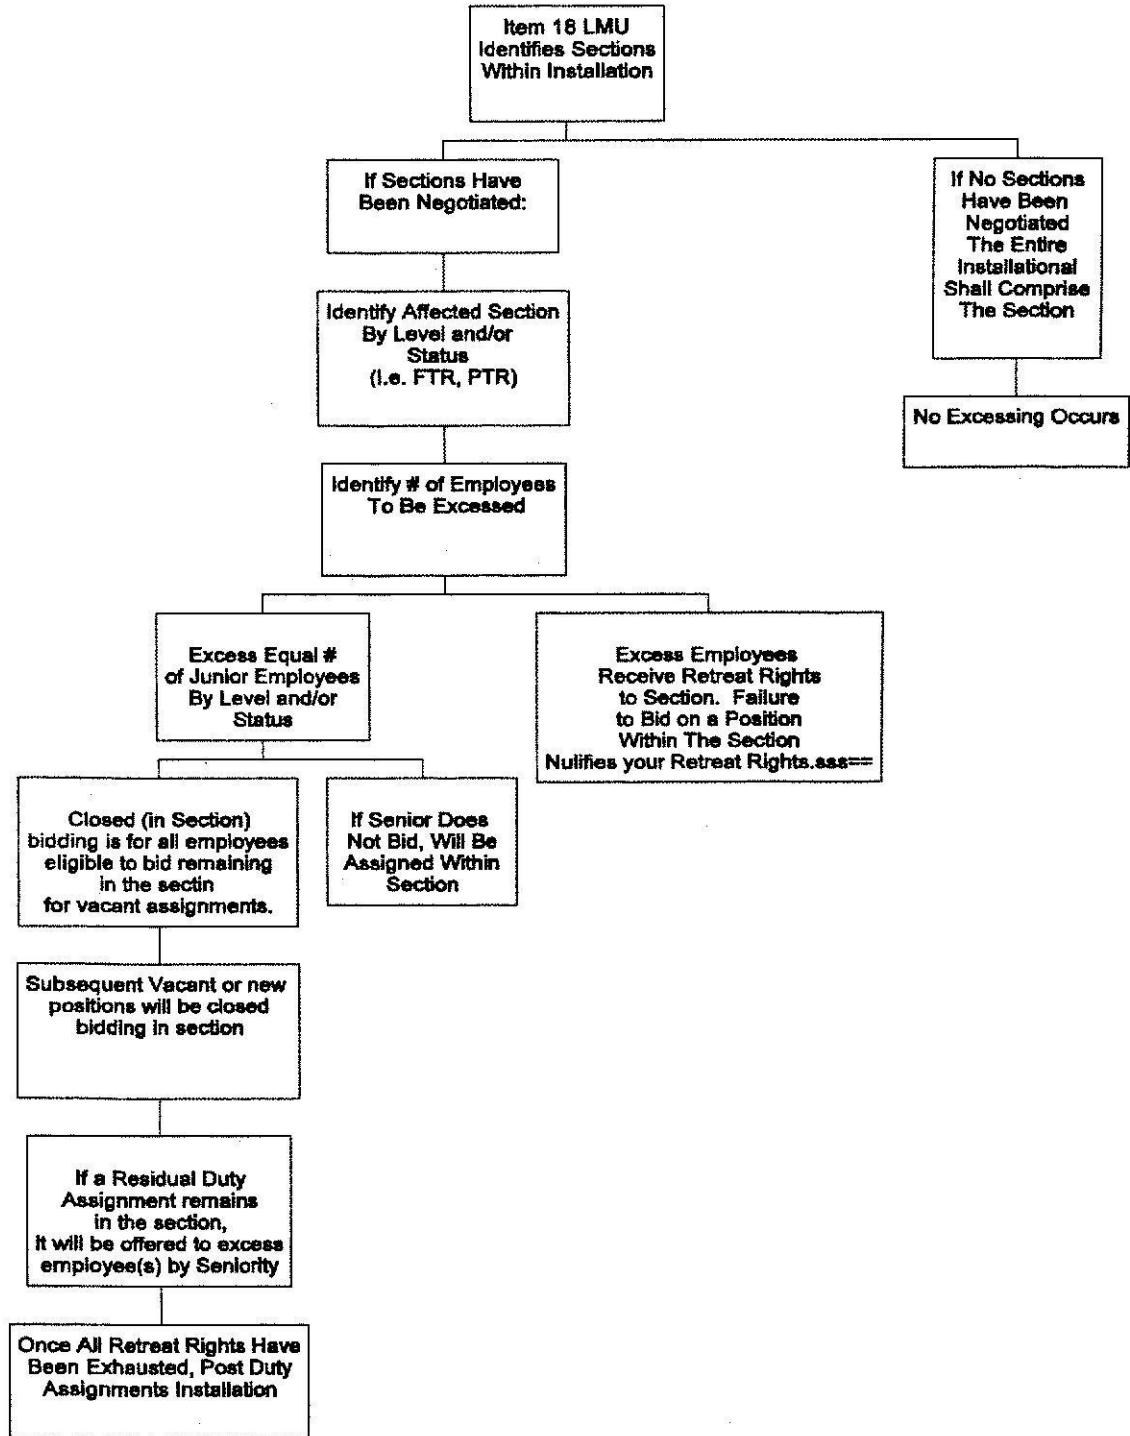 Item 18 LMU
Identifies Sections
Within Installation
If Sections Have
Been Negotiated:
If No Sections
Have Been
Negotiated
The Entire
Installational
Shall Comprise
The Section
Identify Affected Section
By Level and/or
Status
(I.e. FTR, PTR)
No Excessing Occurs
Identify # of Employees
To Be Excessed
Excess Equal #
of Junior Employees
By Level and/or
Status
Excess Employees
Receive Retreat Rights
to Section. Failure
to Bid on a Position
Within The Section
Nulifies your Retreat Rights.sss==
Closed (in Section)
bidding is for all employees
eligible to bid remaining
in the sectin
for vacant assignments.
If Senior Does
Not Bid, Will Be
Assigned Within
Section
Subsequent Vacant or new
positions will be closed
bidding in section
If a Residual Duty
Assignment remains
in the section,
it will be offered to excess
employee(s) by Seniority
Once All Retreat Rights Have
Been Exhausted, Post Duty
Assignments Installation